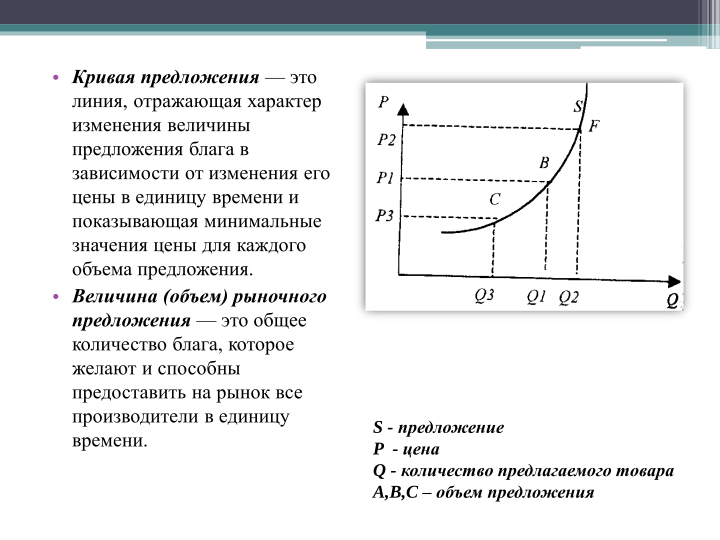 • Кривая предложения — это
линия, отражающая характер
изменения величины
предложения блага в
зависимости от изменения его
цены в единицу времени и
показывающая минимальные
значения цены для каждого
объема предложения.
• Величина (объем) рыночного
предложения — это общее
количество блага, которое
желают и способны
предоставить на рынок все
производители в единицу
времени.
P
S
F
P2
B
P1
C
P3
Q3 Q1 Q2 Q
S - предложение
P - цена
Q - количество предлагаемого товара
A,B,C – объем предложения